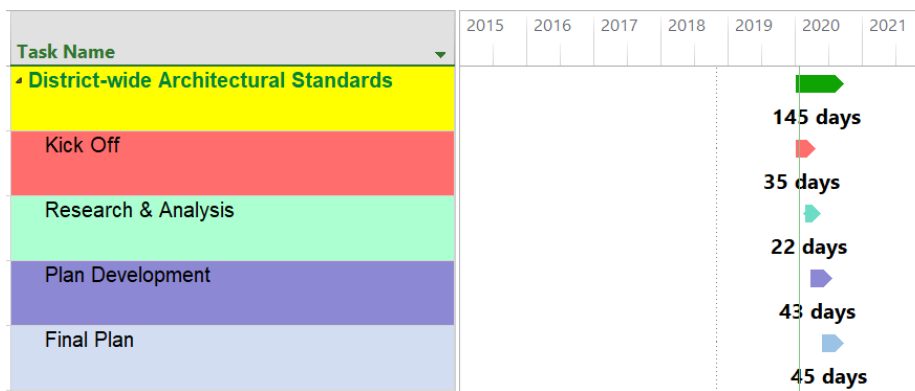 2015 2016 2017 2018 2019 2020 2021
Task Name
District-wide Architectural Standards
145 days
Kick Off
35 days
Research & Analysis
22 days
Plan Development
43 days
Final Plan
45 days